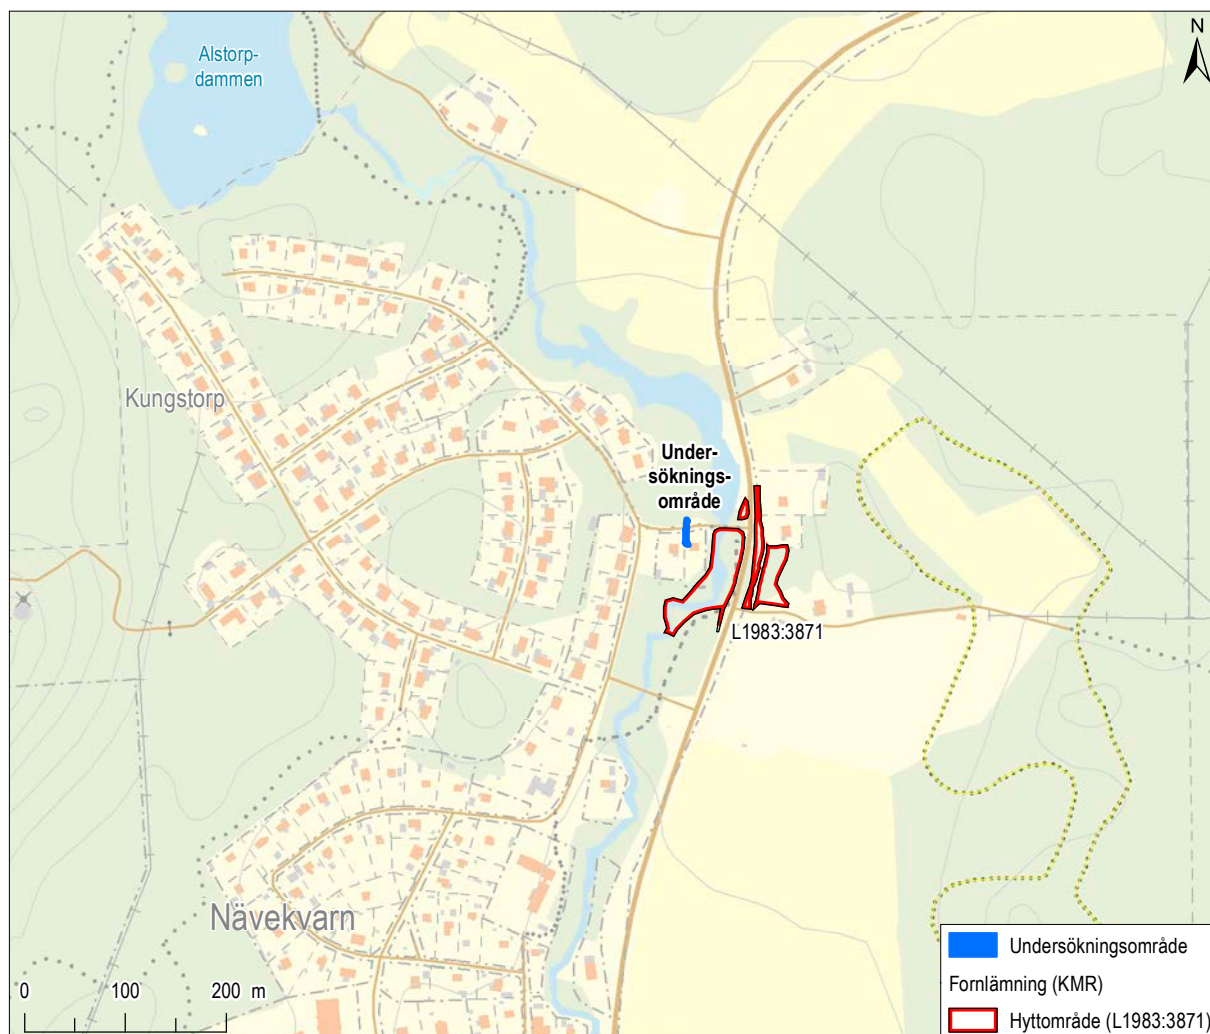 Alstorp-
dammen
N
Kungstorp
Under-
söknings-
område
L1983:3871
Nävekvarn
0 100 200 m
Undersökningsområde
Fornlämning (KMR)
Hyttområde (L1983:3871)